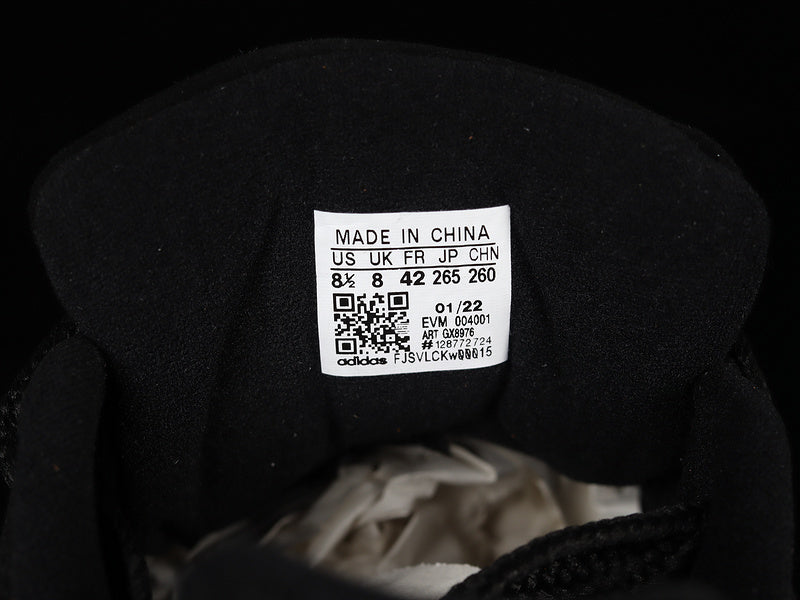 MADE IN CHINA
US UK FR JP CHN
8½ 8 42 265 260
01/22
EVM 004001
ART GX8976
#128772724
adidas FJSVLCKw00015